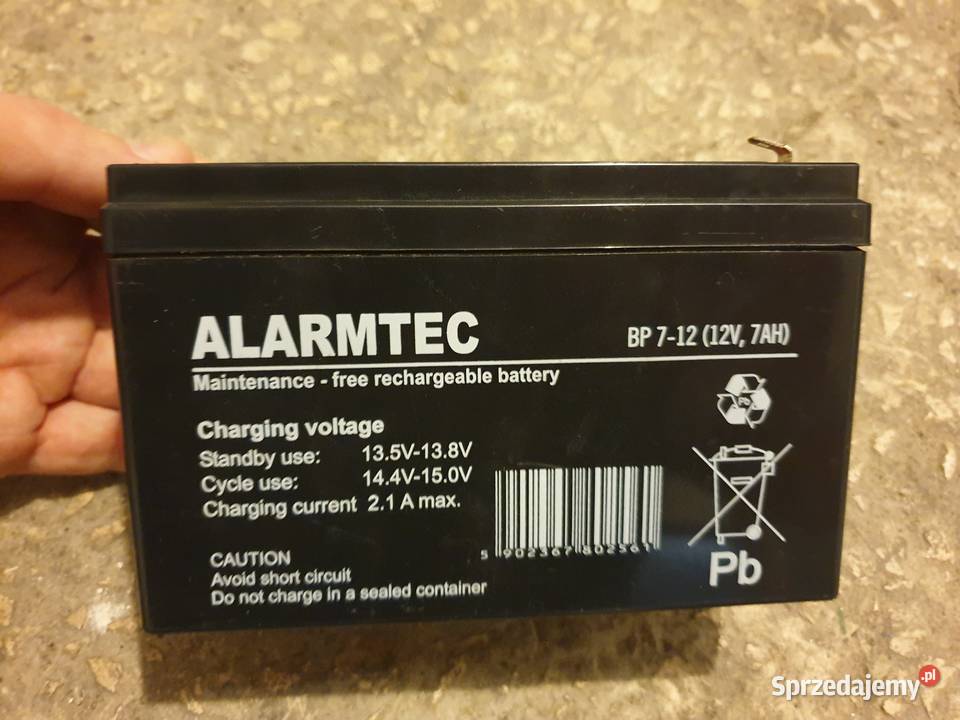 ALARMTEC
BP 7-12 (12V, 7AH)
Maintenance - free rechargeable battery
Charging voltage
Standby use: 13.5V-13.8V
Cycle use: 14.4V-15.0V
Charging current 2.1 A max.
CAUTION
Avoid short circuit
Do not charge in a sealed container
Pb
5 902367 802561
Pb
Sprzedajemy.pl